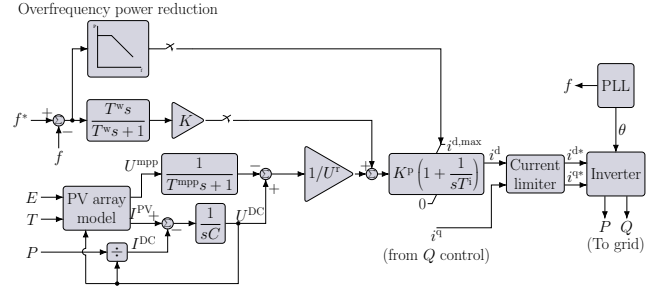 Overfrequency power reduction
f*
+
−
f
T^w s / (T^w s + 1)
K
U^mpp
1 / (T^mpp s + 1)
−
+
1/U^r
+
+
i^d,max
K^p (1 + 1 / (sT^i))
0
i^d
Current limiter
i^d*
i^q*
i^q
(from Q control)
f
PLL
θ
Inverter
P Q
(To grid)
E
T
PV array model
I^PV
+
−
I^DC
1 / (sC)
U^DC
P
÷